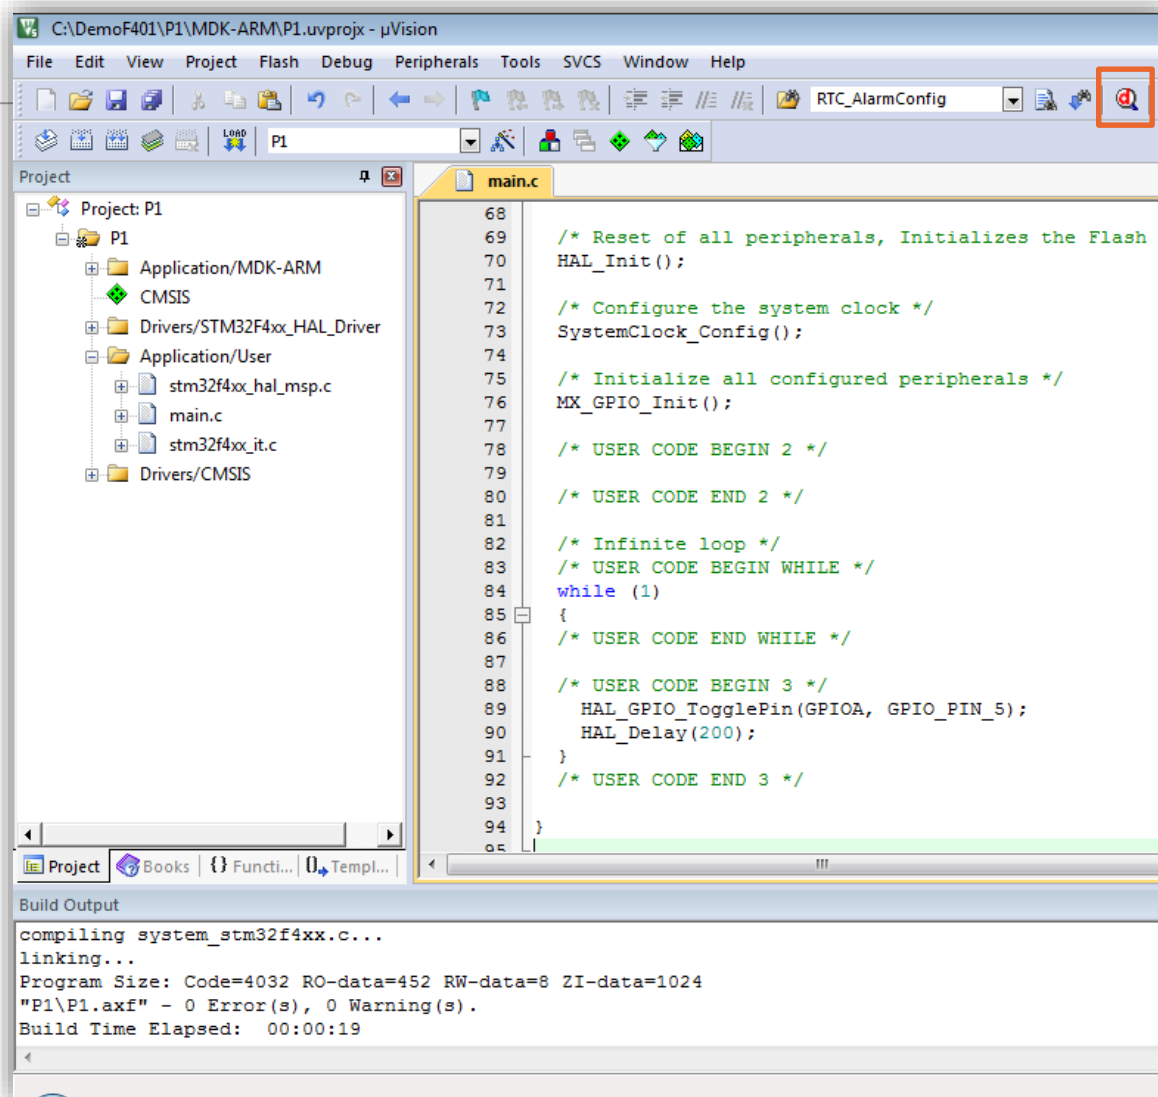 C:\DemoF401\P1\MDK-ARM\P1.uvprojx - µVision
File Edit View Project Flash Debug Peripherals Tools SVCS Window Help
RTC_AlarmConfig
LOAD P1
Project
main.c
Project: P1
P1
Application/MDK-ARM
CMSIS
Drivers/STM32F4xx_HAL_Driver
Application/User
stm32f4xx_hal_msp.c
main.c
stm32f4xx_it.c
Drivers/CMSIS
68
69 /* Reset of all peripherals, Initializes the Flash
70 HAL_Init();
71
72 /* Configure the system clock */
73 SystemClock_Config();
74
75 /* Initialize all configured peripherals */
76 MX_GPIO_Init();
77
78 /* USER CODE BEGIN 2 */
79
80 /* USER CODE END 2 */
81
82 /* Infinite loop */
83 /* USER CODE BEGIN WHILE */
84 while (1)
85 {
86 /* USER CODE END WHILE */
87
88 /* USER CODE BEGIN 3 */
89 HAL_GPIO_TogglePin(GPIOA, GPIO_PIN_5);
90 HAL_Delay(200);
91 }
92 /* USER CODE END 3 */
93
94 }
95
Project Books {} Functi... Templ...
Build Output
compiling system_stm32f4xx.c...
linking...
Program Size: Code=4032 RO-data=452 RW-data=8 ZI-data=1024
"P1\P1.axf" - 0 Error(s), 0 Warning(s).
Build Time Elapsed: 00:00:19